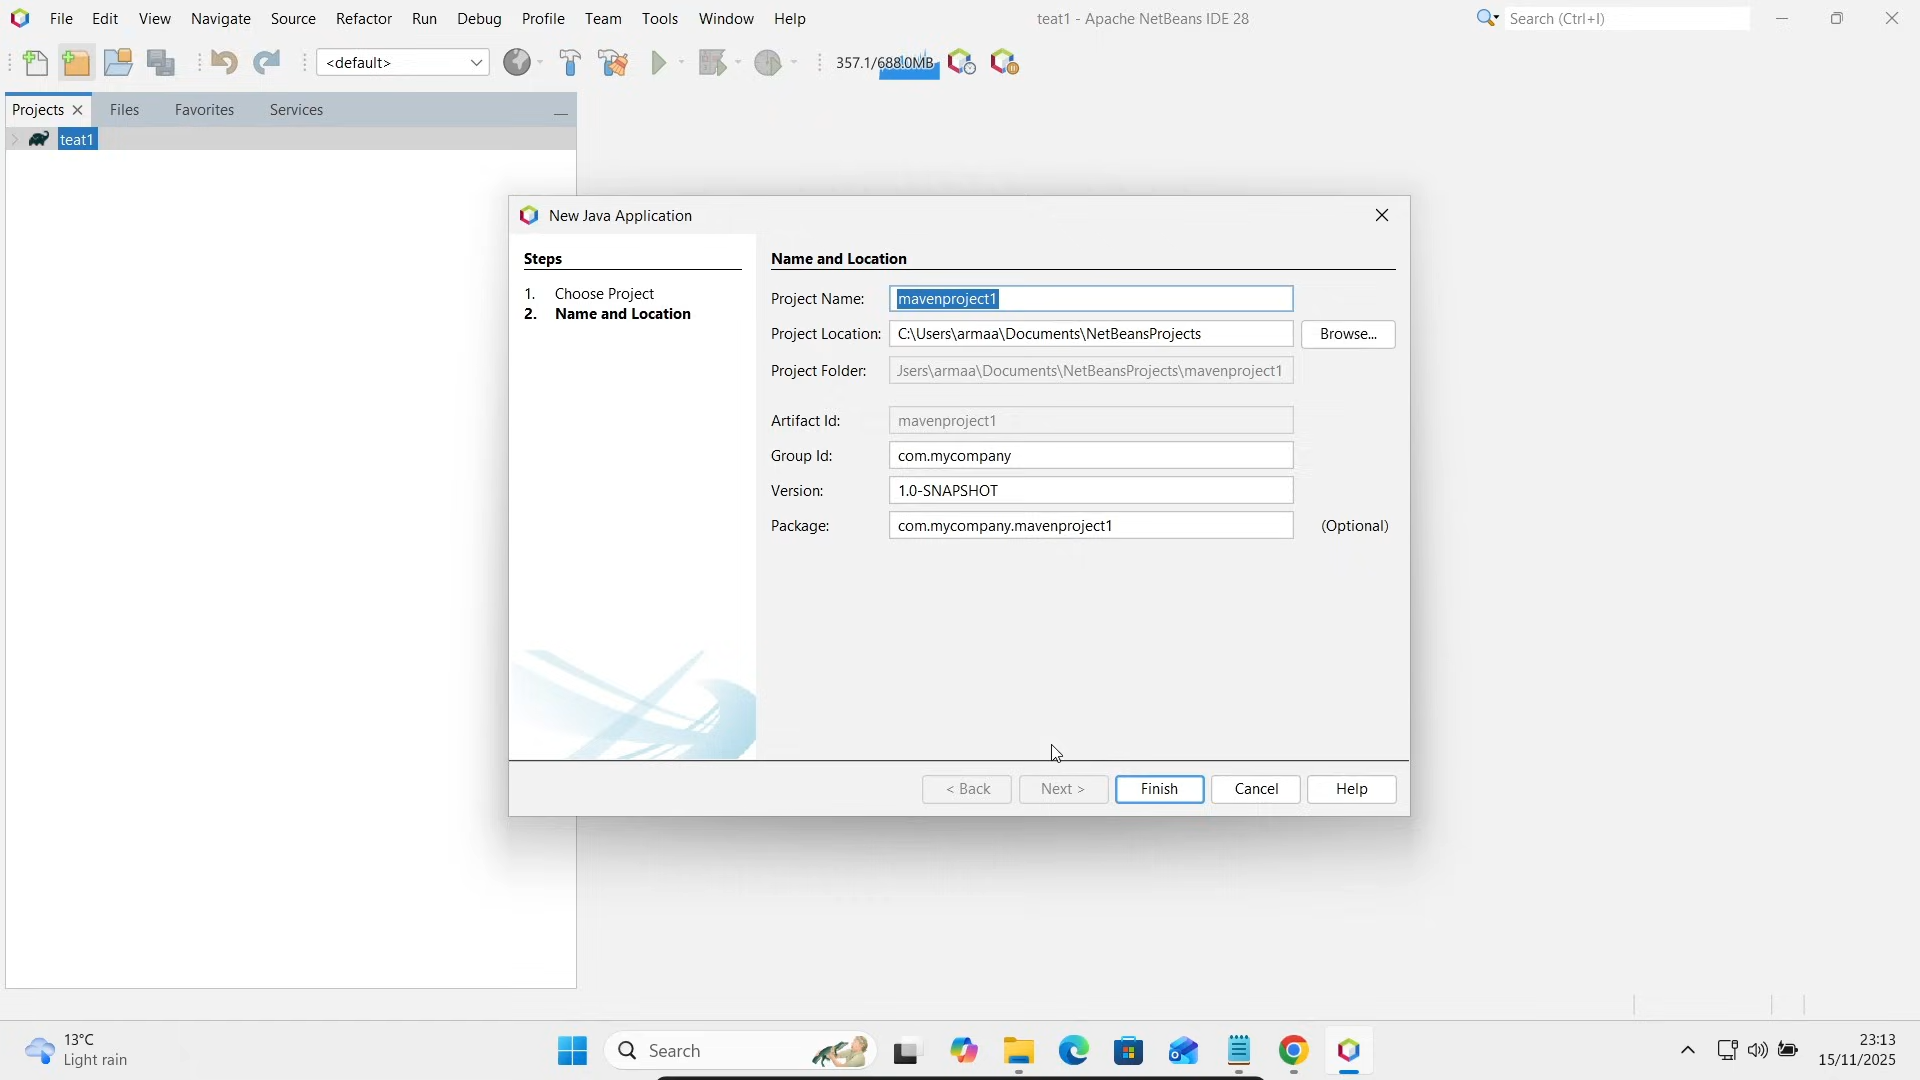 File Edit View Navigate Source Refactor Run Debug Profile Team Tools Window Help
teat1 - Apache NetBeans IDE 28
Search (Ctrl+I)
<default>
357.1/688.0MB
Projects Files Favorites Services
teat1
New Java Application
Steps
1. Choose Project
2. Name and Location
Name and Location
Project Name: mavenproject1
Project Location: C:\Users\armaa\Documents\NetBeansProjects Browse...
Project Folder: Jsers\armaa\Documents\NetBeansProjects\mavenproject1
Artifact Id: mavenproject1
Group Id: com.mycompany
Version: 1.0-SNAPSHOT
Package: com.mycompany.mavenproject1 (Optional)
< Back Next > Finish Cancel Help
13°C
Light rain
Search
23:13
15/11/2025